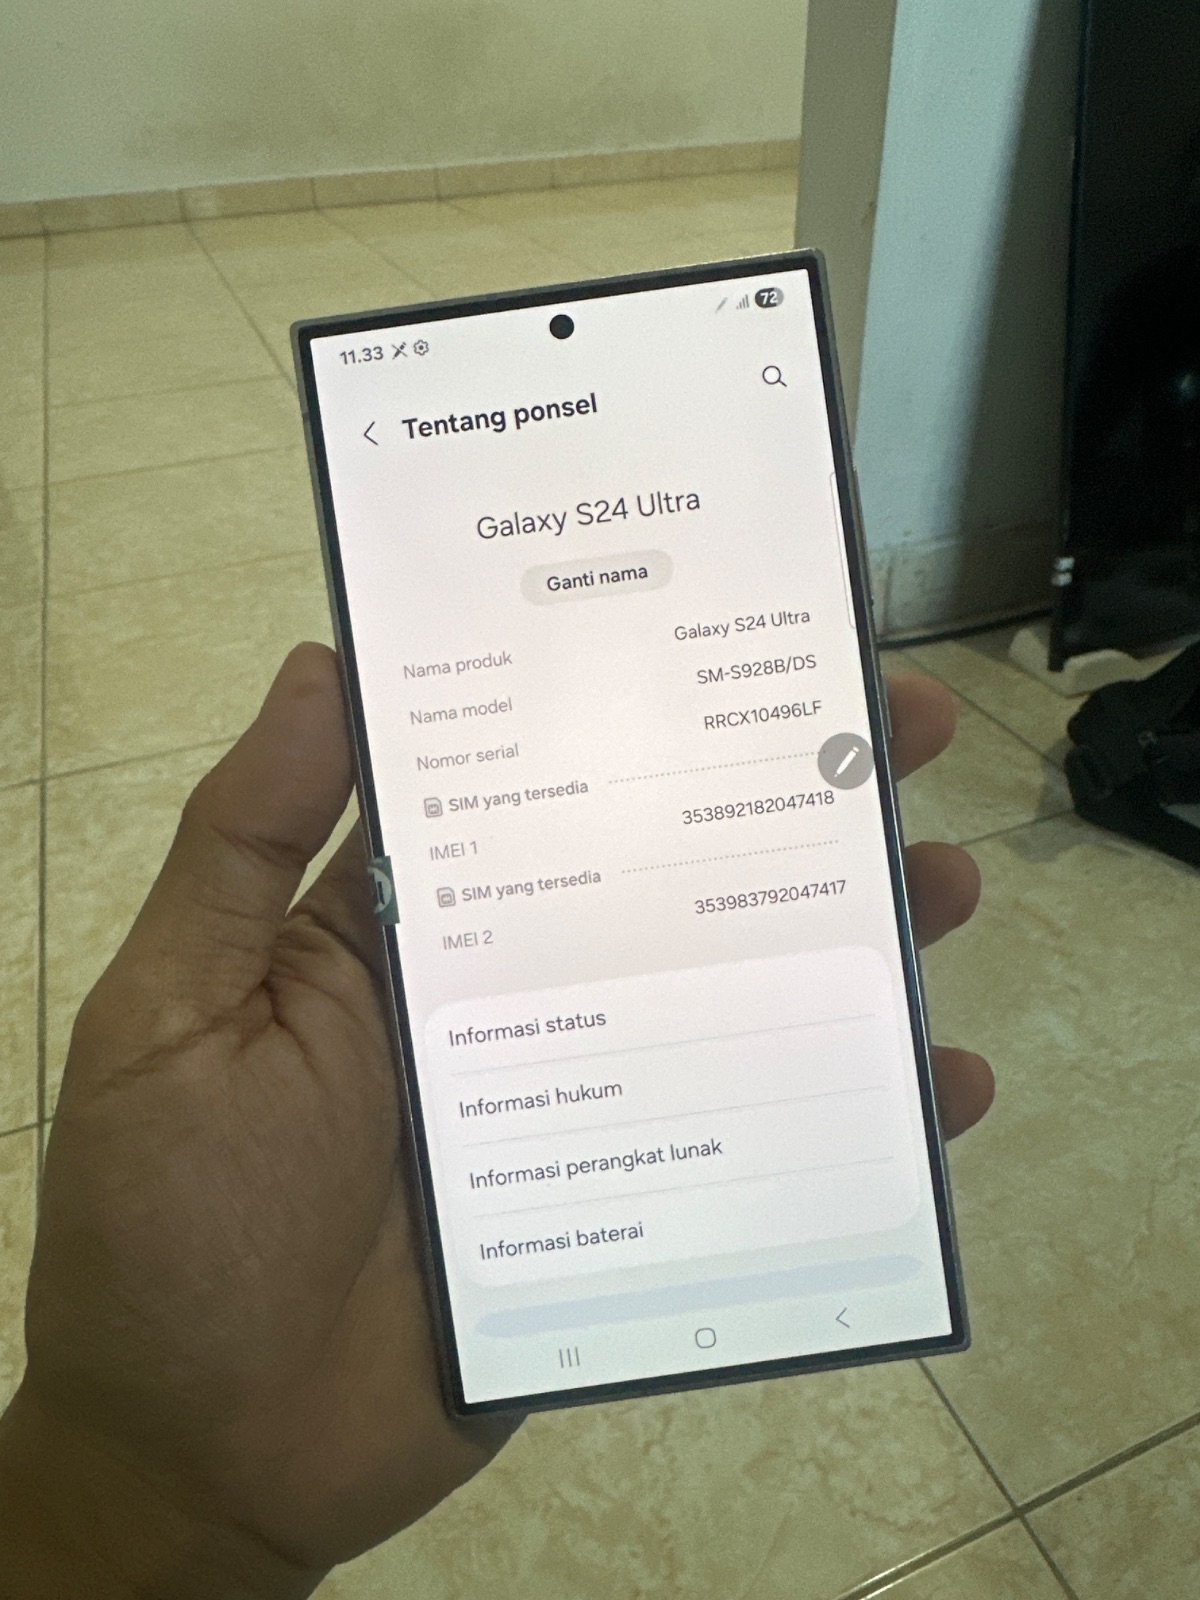 11.33
72
Tentang ponsel
Galaxy S24 Ultra
Ganti nama
Nama produk Galaxy S24 Ultra
Nama model SM-S928B/DS
Nomor serial RRCX10496LF
SIM yang tersedia
IMEI 1 353892182047418
SIM yang tersedia
IMEI 2 353983792047417
Informasi status
Informasi hukum
Informasi perangkat lunak
Informasi baterai